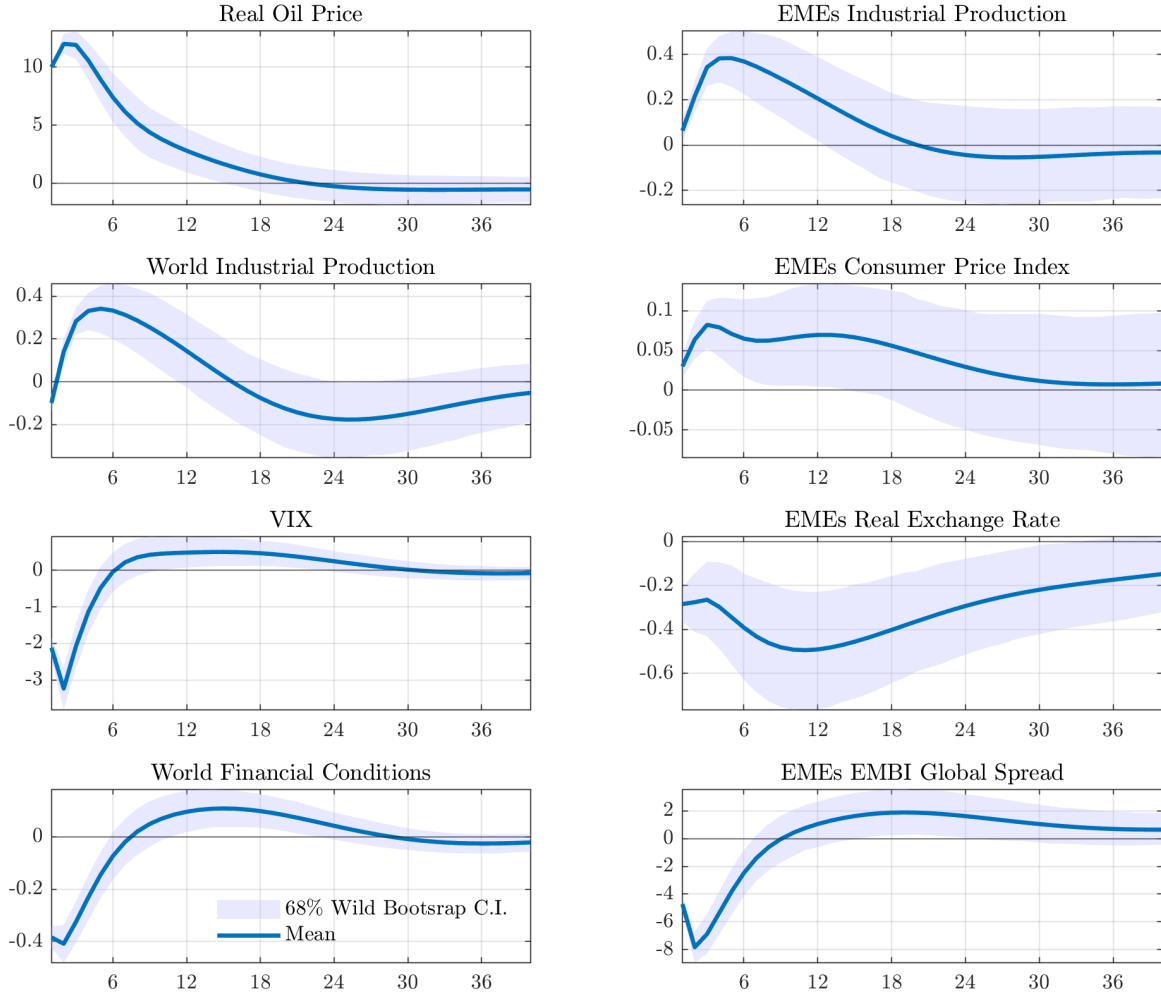 Real Oil Price
10
5
0
6 12 18 24 30 36
EMEs Industrial Production
0.4
0.2
0
-0.2
6 12 18 24 30 36
World Industrial Production
0.4
0.2
0
-0.2
6 12 18 24 30 36
EMEs Consumer Price Index
0.1
0.05
0
-0.05
6 12 18 24 30 36
VIX
0
-1
-2
-3
6 12 18 24 30 36
EMEs Real Exchange Rate
0
-0.2
-0.4
-0.6
6 12 18 24 30 36
World Financial Conditions
0
-0.2
-0.4
68% Wild Bootsrap C.I.
Mean
6 12 18 24 30 36
EMEs EMBI Global Spread
2
0
-2
-4
-6
-8
6 12 18 24 30 36